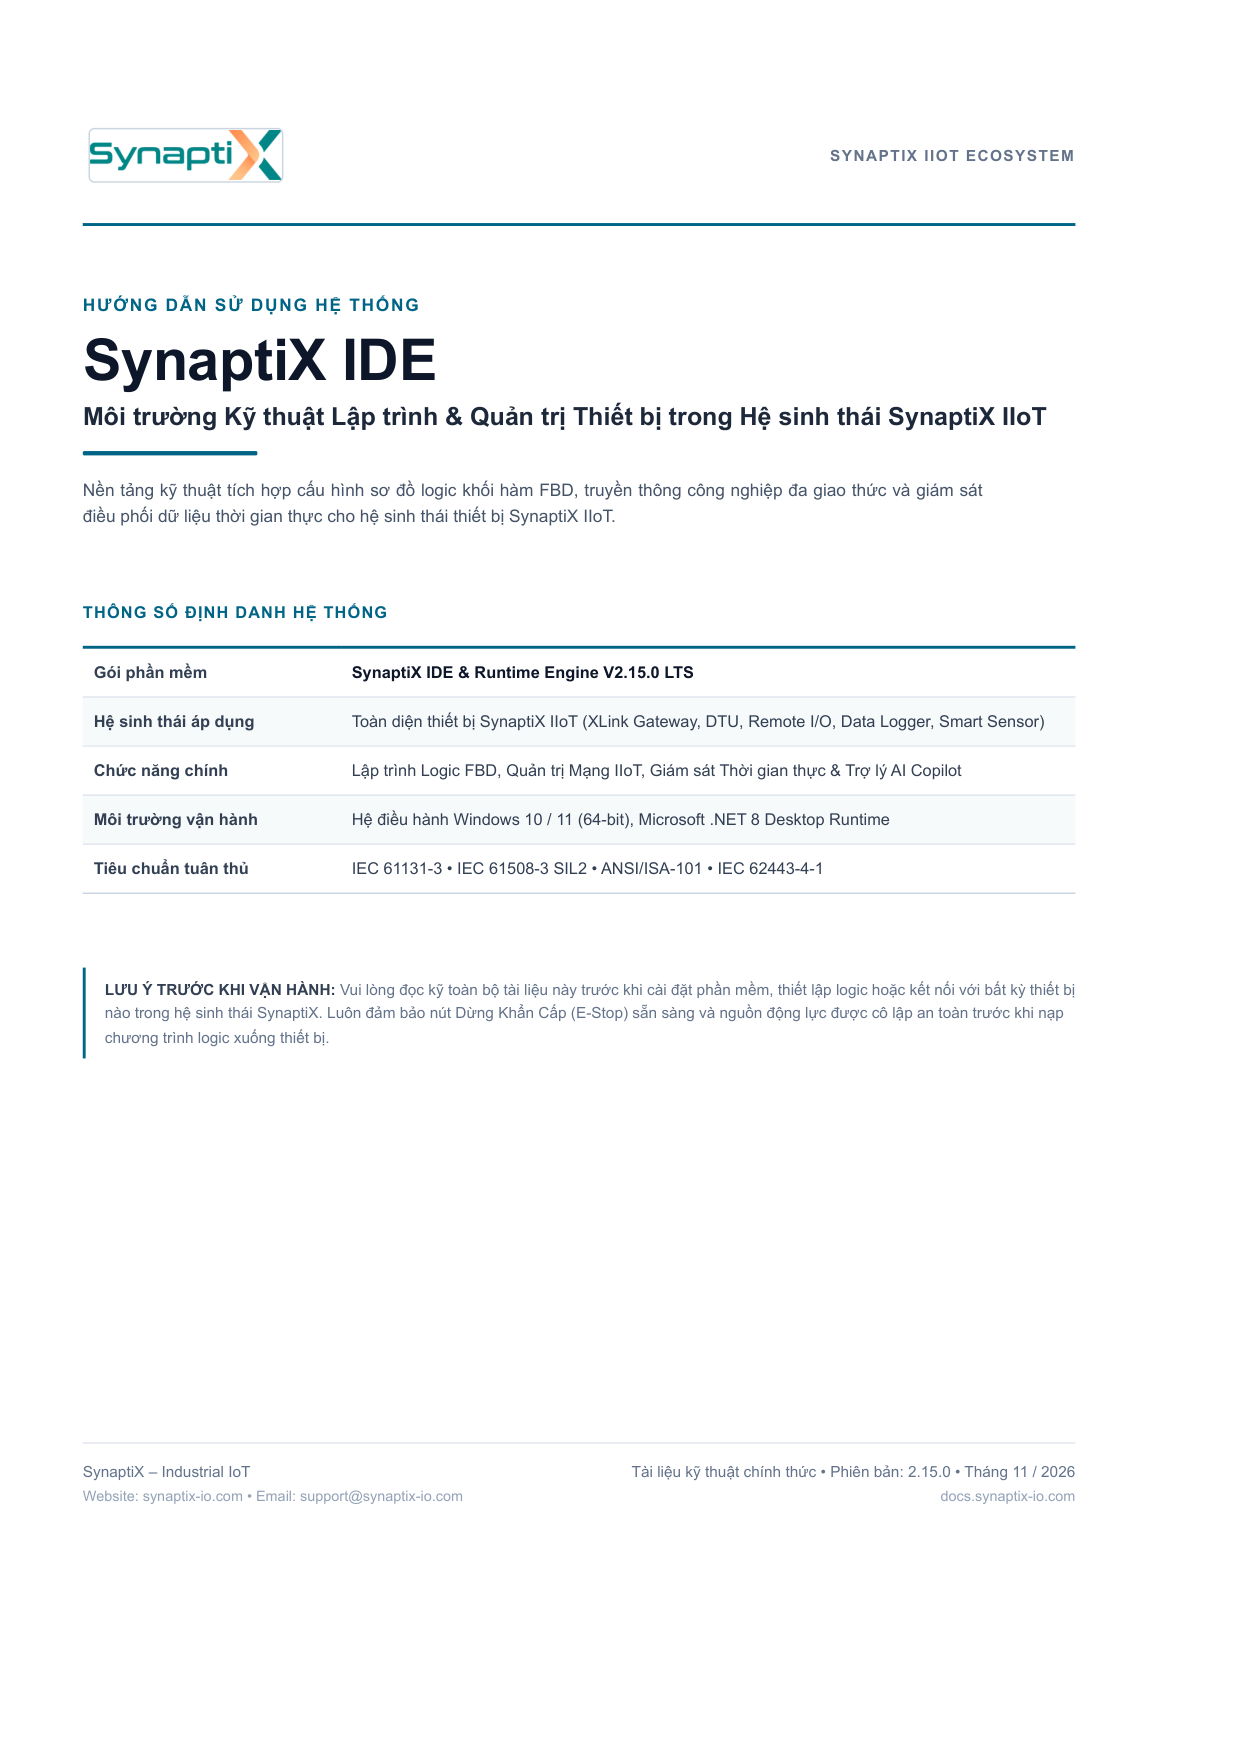 SynaptiX
SYNAPTIX IIOT ECOSYSTEM
HƯỚNG DẪN SỬ DỤNG HỆ THỐNG
SynaptiX IDE
Môi trường Kỹ thuật Lập trình & Quản trị Thiết bị trong Hệ sinh thái SynaptiX IIoT
Nền tảng kỹ thuật tích hợp cấu hình sơ đồ logic khối hàm FBD, truyền thông công nghiệp đa giao thức và giám sát
điều phối dữ liệu thời gian thực cho hệ sinh thái thiết bị SynaptiX IIoT.
THÔNG SỐ ĐỊNH DANH HỆ THỐNG
Gói phần mềm SynaptiX IDE & Runtime Engine V2.15.0 LTS
Hệ sinh thái áp dụng Toàn diện thiết bị SynaptiX IIoT (XLink Gateway, DTU, Remote I/O, Data Logger, Smart Sensor)
Chức năng chính Lập trình Logic FBD, Quản trị Mạng IIoT, Giám sát Thời gian thực & Trợ lý AI Copilot
Môi trường vận hành Hệ điều hành Windows 10 / 11 (64-bit), Microsoft .NET 8 Desktop Runtime
Tiêu chuẩn tuân thủ IEC 61131-3 • IEC 61508-3 SIL2 • ANSI/ISA-101 • IEC 62443-4-1
LƯU Ý TRƯỚC KHI VẬN HÀNH: Vui lòng đọc kỹ toàn bộ tài liệu này trước khi cài đặt phần mềm, thiết lập logic hoặc kết nối với bất kỳ thiết bị
nào trong hệ sinh thái SynaptiX. Luôn đảm bảo nút Dừng Khẩn Cấp (E-Stop) sẵn sàng và nguồn động lực được cô lập an toàn trước khi nạp
chương trình logic xuống thiết bị.
SynaptiX – Industrial IoT Tài liệu kỹ thuật chính thức • Phiên bản: 2.15.0 • Tháng 11 / 2026
Website: synaptix-io.com • Email: support@synaptix-io.com docs.synaptix-io.com